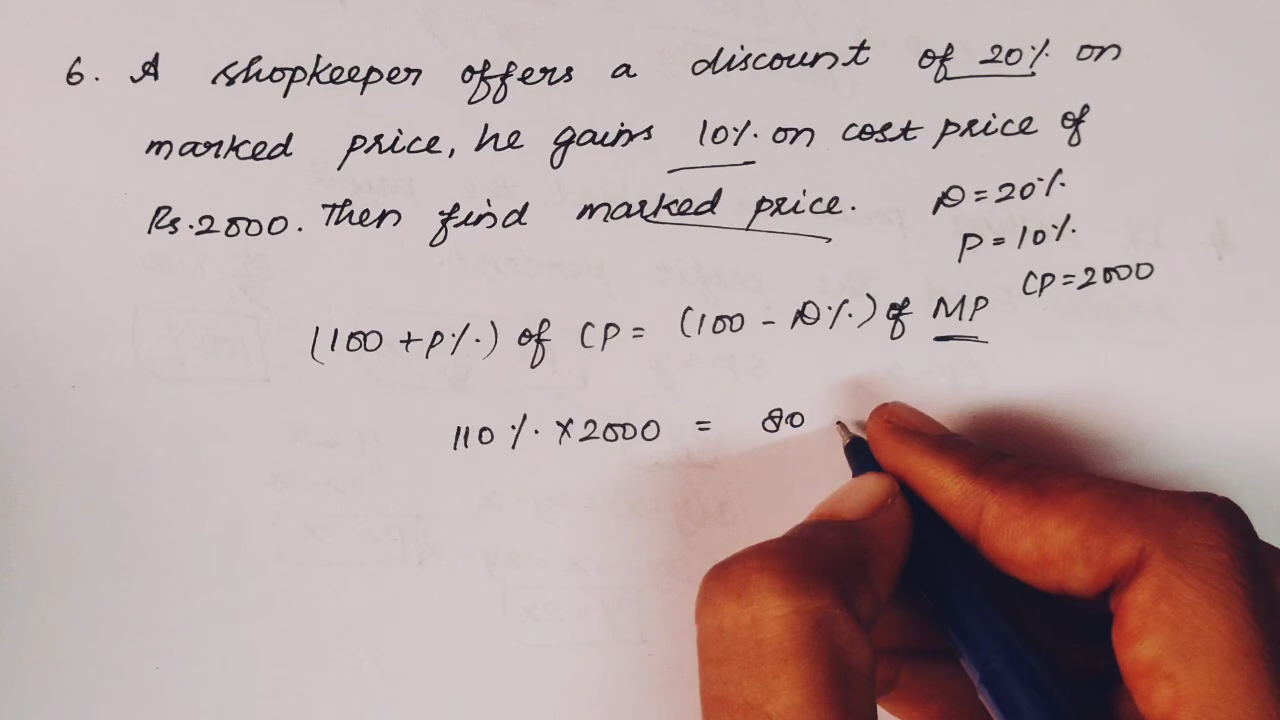 6. A shopkeeper offers a discount of 20% on
marked price, he gains 10% on cost price of
Rs.2000. Then find marked price.
D=20%
P=10%
CP=2000
(100+P%) of CP = (100-D%) of MP
110% × 2000 = 80